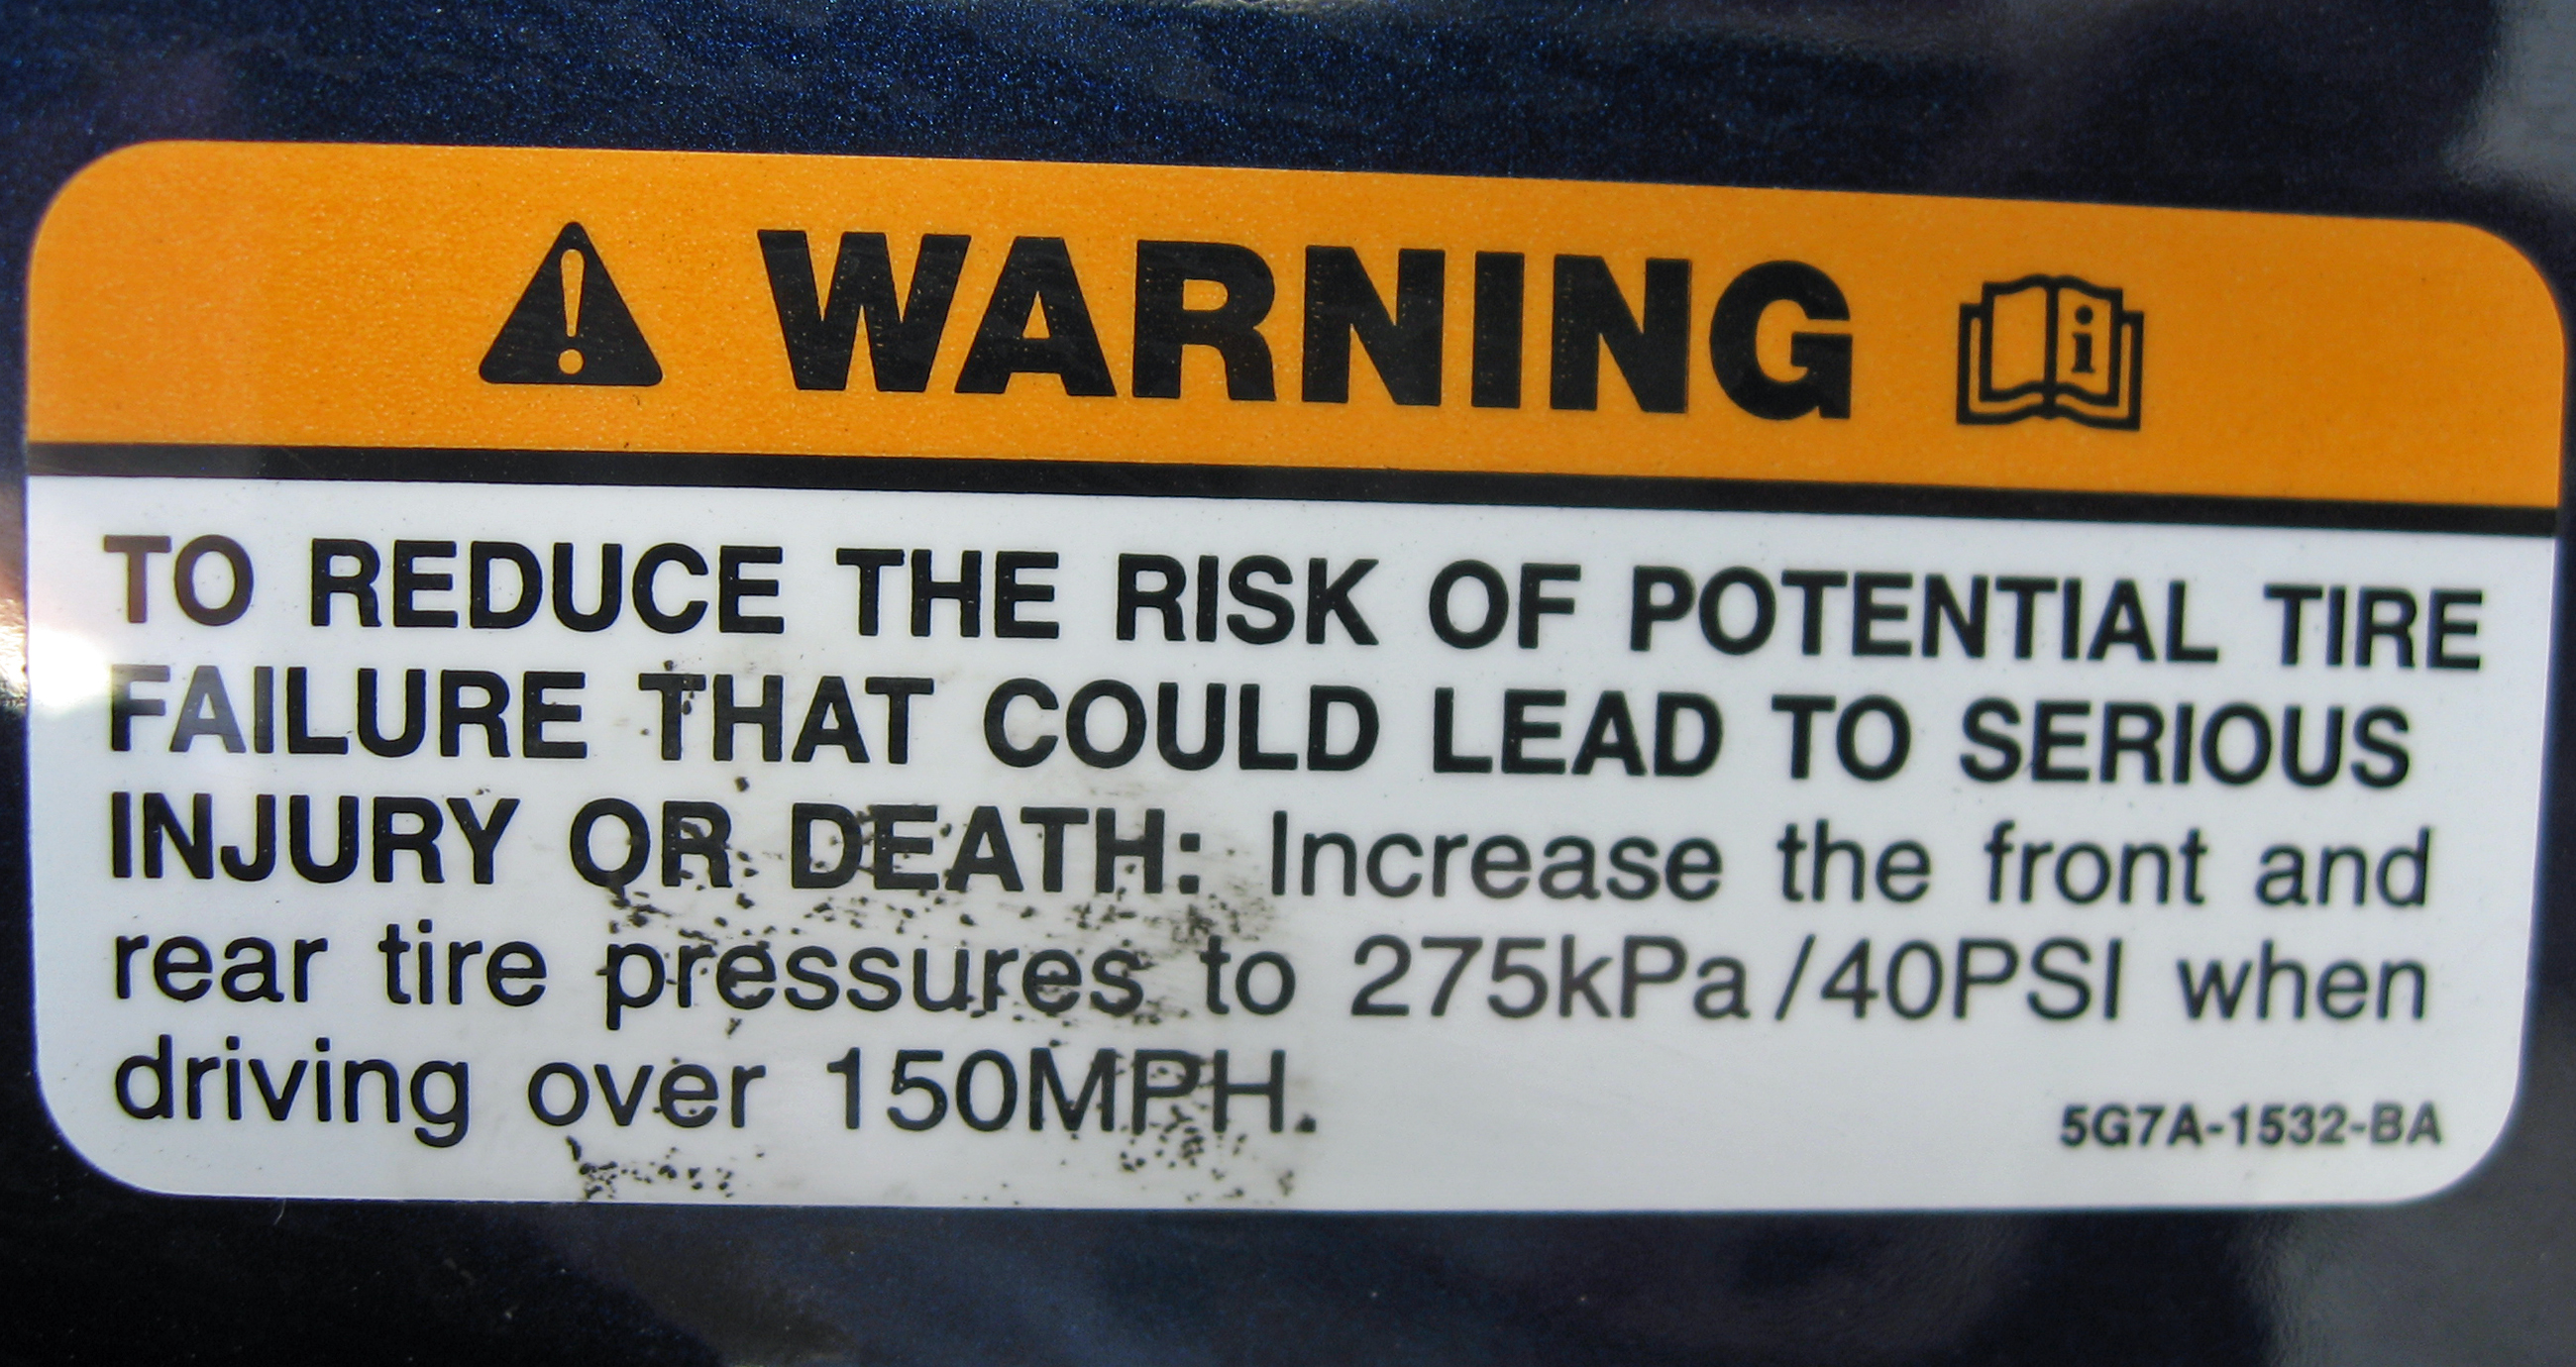 WARNING
TO REDUCE THE RISK OF POTENTIAL TIRE
FAILURE THAT COULD LEAD TO SERIOUS
INJURY OR DEATH: Increase the front and
rear tire pressures to 275kPa/40PSI when
driving over 150MPH.
5G7A-1532-BA